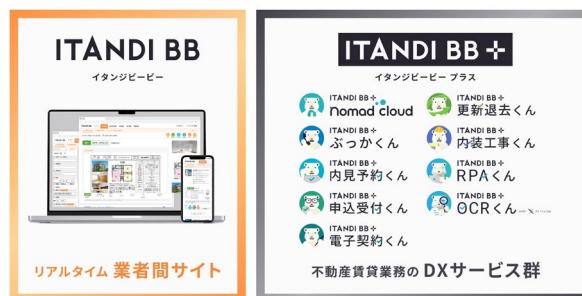 ITANDI BB
イタンジビービー
リアルタイム 業者間サイト
ITANDI BB+
イタンジビービー プラス
ITANDI BB+
nomad cloud
ITANDI BB+
ぶっかくん
ITANDI BB+
内見予約くん
ITANDI BB+
申込受付くん
ITANDI BB+
電子契約くん
ITANDI BB+
更新退去くん
ITANDI BB+
内装工事くん
ITANDI BB+
RPAくん
ITANDI BB+
OCRくん
不動産賃貸業務の DXサービス群